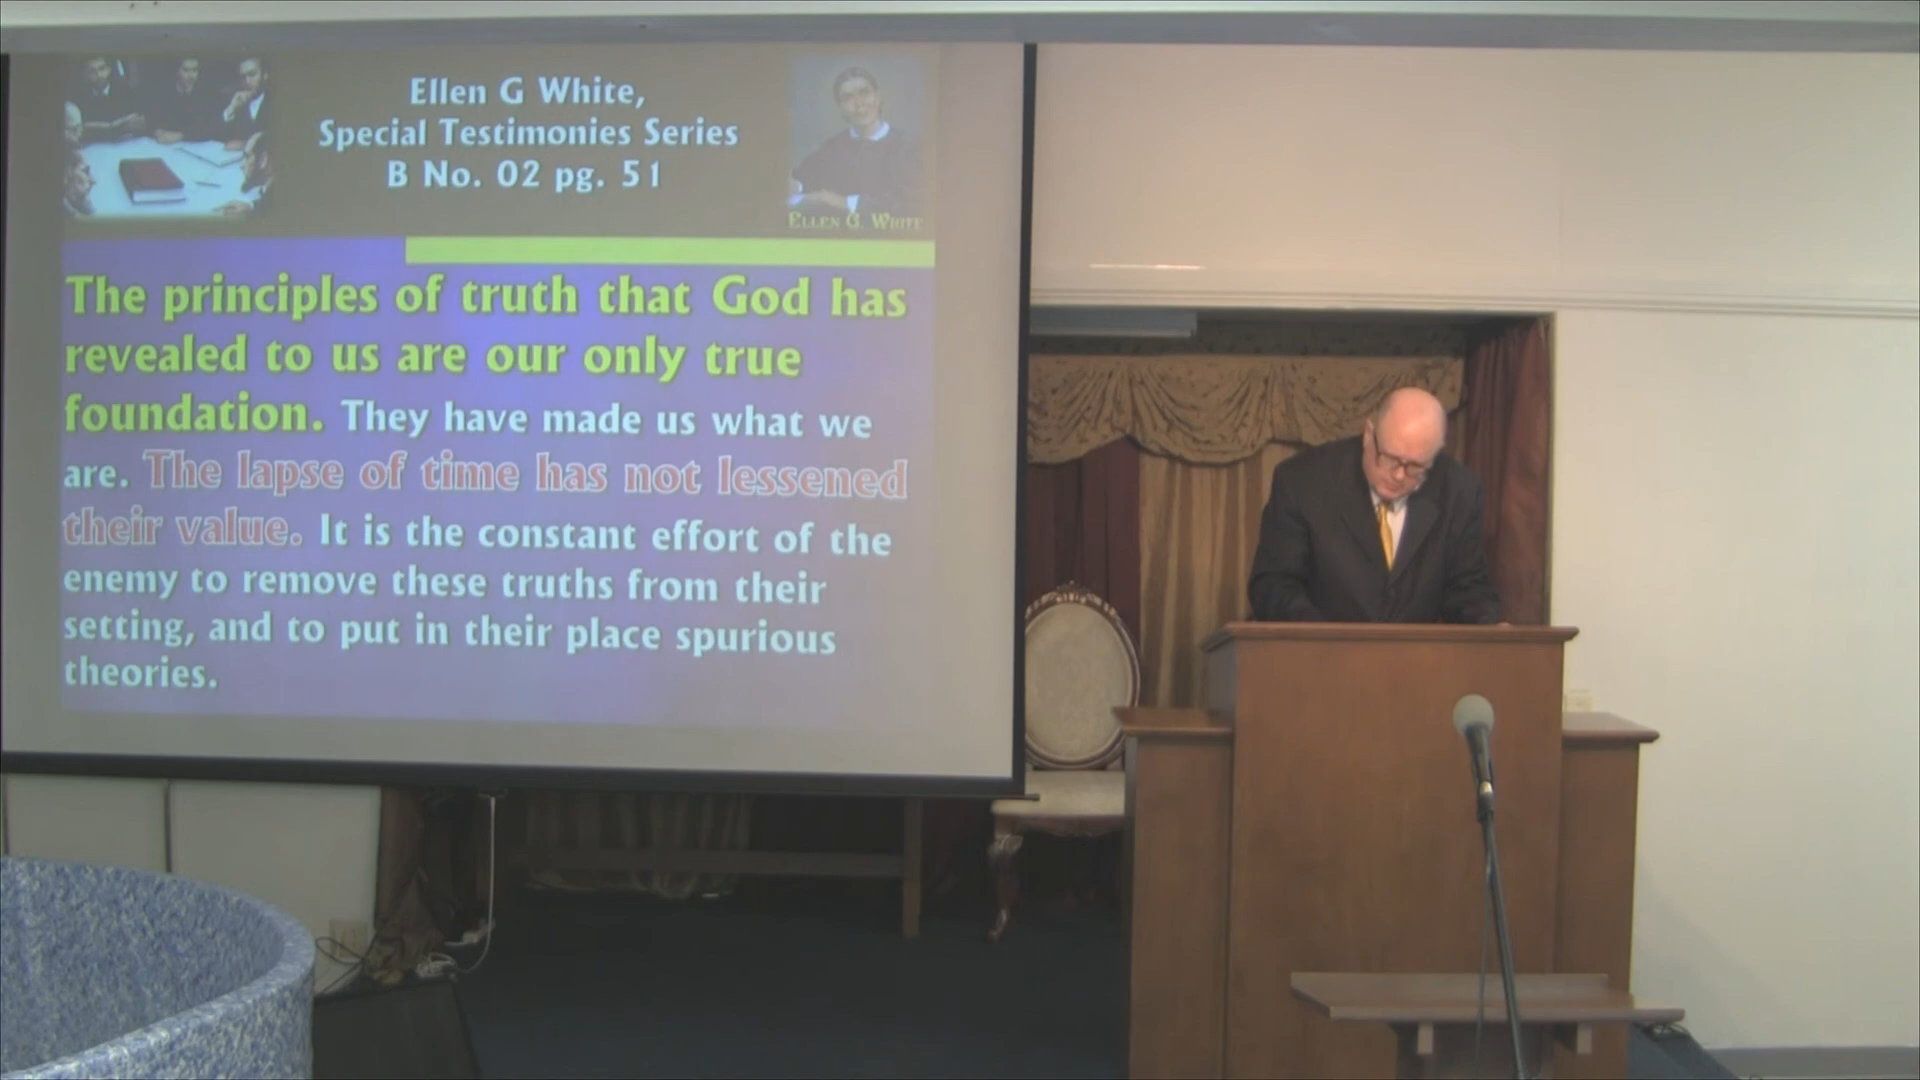 Ellen G White,
Special Testimonies Series
B No. 02 pg. 51
ELLEN G. WHITE
The principles of truth that God has
revealed to us are our only true
foundation. They have made us what we
are. The lapse of time has not lessened
their value. It is the constant effort of the
enemy to remove these truths from their
setting, and to put in their place spurious
theories.